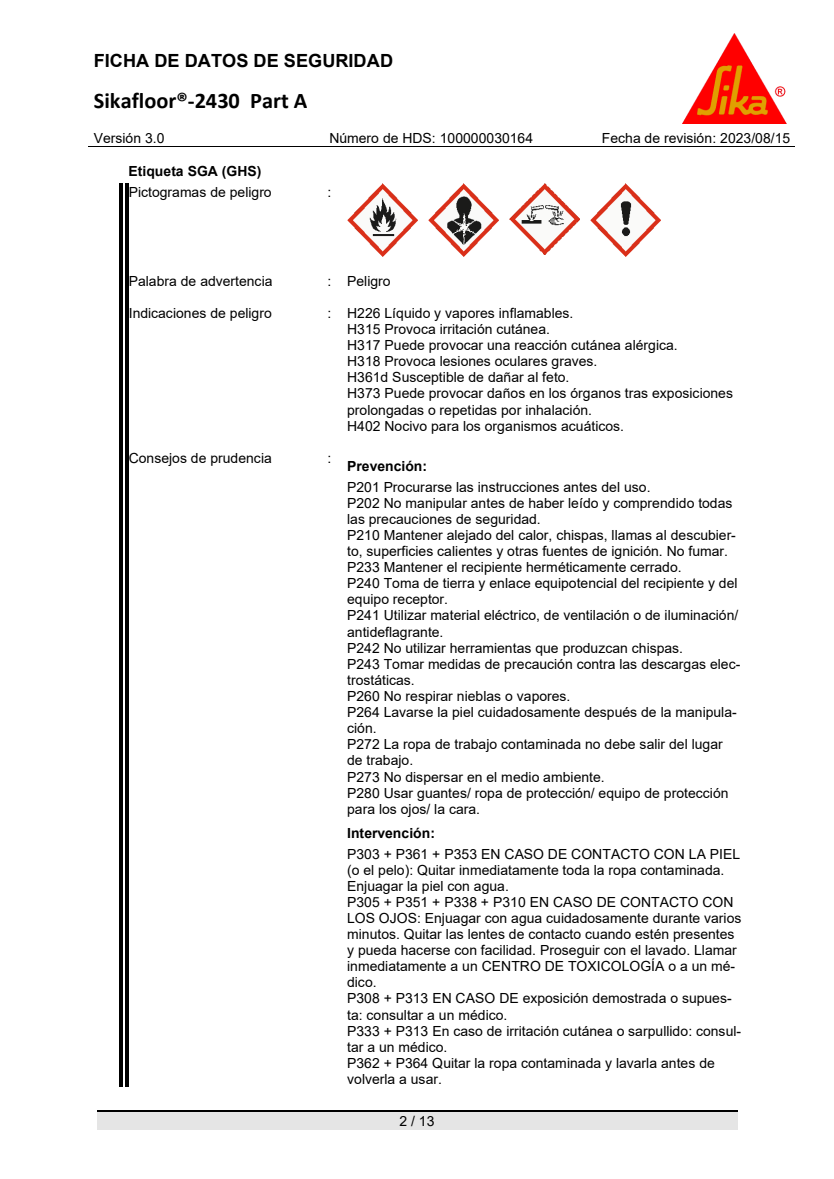 FICHA DE DATOS DE SEGURIDAD
Sikafloor®-2430 Part A
Sika®
Versión 3.0 Número de HDS: 100000030164 Fecha de revisión: 2023/08/15
Etiqueta SGA (GHS)
Pictogramas de peligro :
Palabra de advertencia : Peligro
Indicaciones de peligro : H226 Líquido y vapores inflamables.
H315 Provoca irritación cutánea.
H317 Puede provocar una reacción cutánea alérgica.
H318 Provoca lesiones oculares graves.
H361d Susceptible de dañar al feto.
H373 Puede provocar daños en los órganos tras exposiciones
prolongadas o repetidas por inhalación.
H402 Nocivo para los organismos acuáticos.
Consejos de prudencia :
Prevención:
P201 Procurarse las instrucciones antes del uso.
P202 No manipular antes de haber leído y comprendido todas
las precauciones de seguridad.
P210 Mantener alejado del calor, chispas, llamas al descubier-
to, superficies calientes y otras fuentes de ignición. No fumar.
P233 Mantener el recipiente herméticamente cerrado.
P240 Toma de tierra y enlace equipotencial del recipiente y del
equipo receptor.
P241 Utilizar material eléctrico, de ventilación o de iluminación/
antideflagrante.
P242 No utilizar herramientas que produzcan chispas.
P243 Tomar medidas de precaución contra las descargas elec-
trostáticas.
P260 No respirar nieblas o vapores.
P264 Lavarse la piel cuidadosamente después de la manipula-
ción.
P272 La ropa de trabajo contaminada no debe salir del lugar
de trabajo.
P273 No dispersar en el medio ambiente.
P280 Usar guantes/ ropa de protección/ equipo de protección
para los ojos/ la cara.
Intervención:
P303 + P361 + P353 EN CASO DE CONTACTO CON LA PIEL
(o el pelo): Quitar inmediatamente toda la ropa contaminada.
Enjuagar la piel con agua.
P305 + P351 + P338 + P310 EN CASO DE CONTACTO CON
LOS OJOS: Enjuagar con agua cuidadosamente durante varios
minutos. Quitar las lentes de contacto cuando estén presentes
y pueda hacerse con facilidad. Proseguir con el lavado. Llamar
inmediatamente a un CENTRO DE TOXICOLOGÍA o a un mé-
dico.
P308 + P313 EN CASO DE exposición demostrada o supues-
ta: consultar a un médico.
P333 + P313 En caso de irritación cutánea o sarpullido: consul-
tar a un médico.
P362 + P364 Quitar la ropa contaminada y lavarla antes de
volverla a usar.
2 / 13